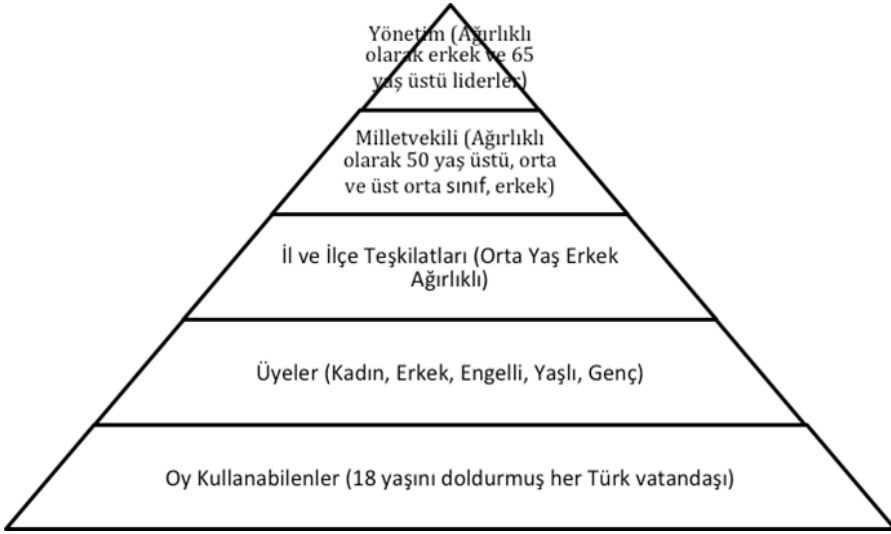 Yönetim (Ağırlıklı
olarak erkek ve 65
yaş üstü liderler)
Milletvekili (Ağırlıklı
olarak 50 yaş üstü, orta
ve üst orta sınıf, erkek)
İl ve İlçe Teşkilatları (Orta Yaş Erkek
Ağırlıklı)
Üyeler (Kadın, Erkek, Engelli, Yaşlı, Genç)
Oy Kullanabilenler (18 yaşını doldurmuş her Türk vatandaşı)